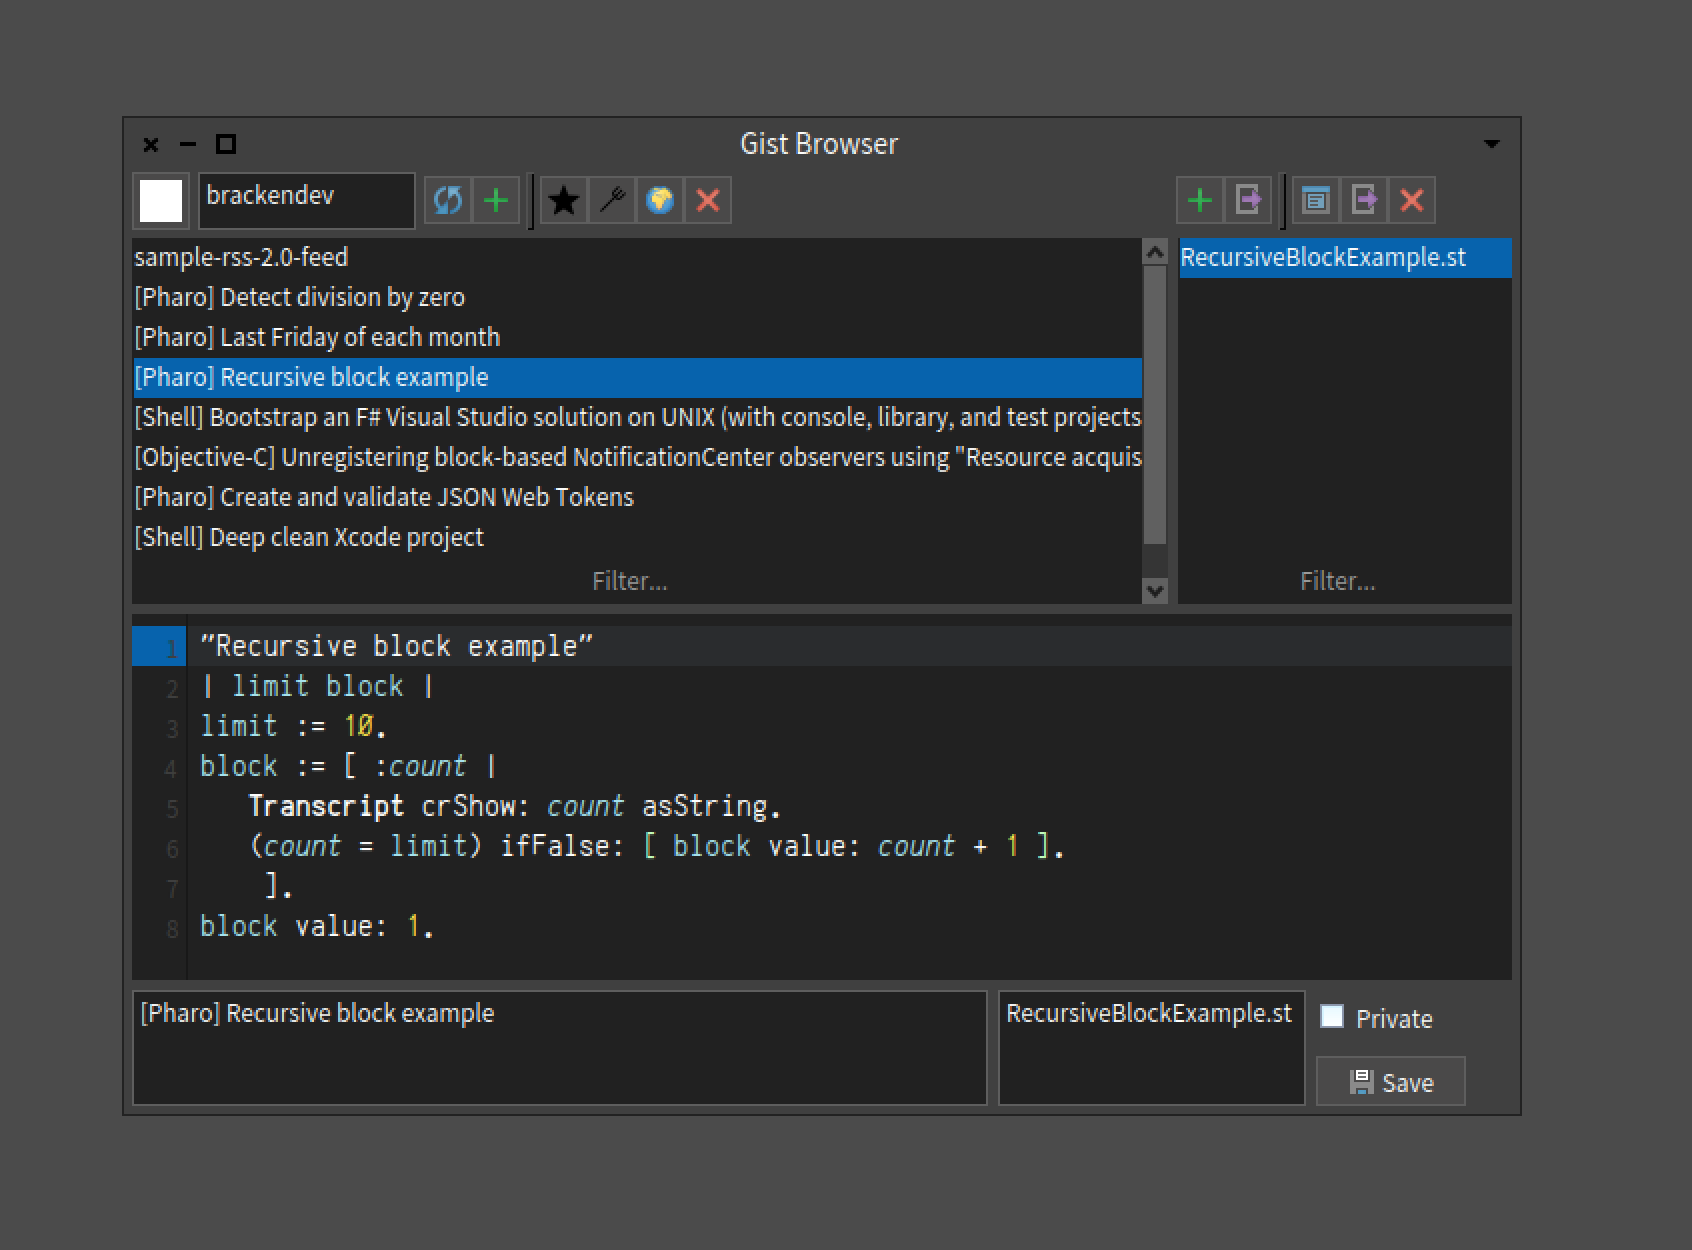 Gist Browser
brackendev
sample-rss-2.0-feed
[Pharo] Detect division by zero
[Pharo] Last Friday of each month
[Pharo] Recursive block example
[Shell] Bootstrap an F# Visual Studio solution on UNIX (with console, library, and test projects
[Objective-C] Unregistering block-based NotificationCenter observers using "Resource acquis
[Pharo] Create and validate JSON Web Tokens
[Shell] Deep clean Xcode project
Filter...
RecursiveBlockExample.st
Filter...
1 "Recursive block example"
2 | limit block |
3 limit := 10.
4 block := [ :count |
5 Transcript crShow: count asString.
6 (count = limit) ifFalse: [ block value: count + 1 ].
7 ].
8 block value: 1.
[Pharo] Recursive block example
RecursiveBlockExample.st
Private
Save